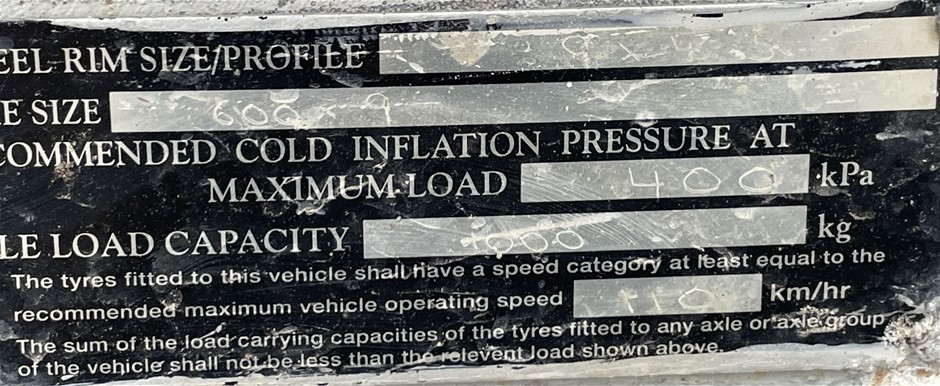 EEL RIM SIZE/PROFILE
E SIZE 606 x 9
COMMENDED COLD INFLATION PRESSURE AT
MAXIMUM LOAD 400 kPa
LE LOAD CAPACITY 1000 kg
The tyres fitted to this vehicle shall have a speed category at least equal to the
recommended maximum vehicle operating speed 110 km/hr
The sum of the load carrying capacities of the tyres fitted to any axle or axle group
of the vehicle shall not be less than the relevent load shown above.